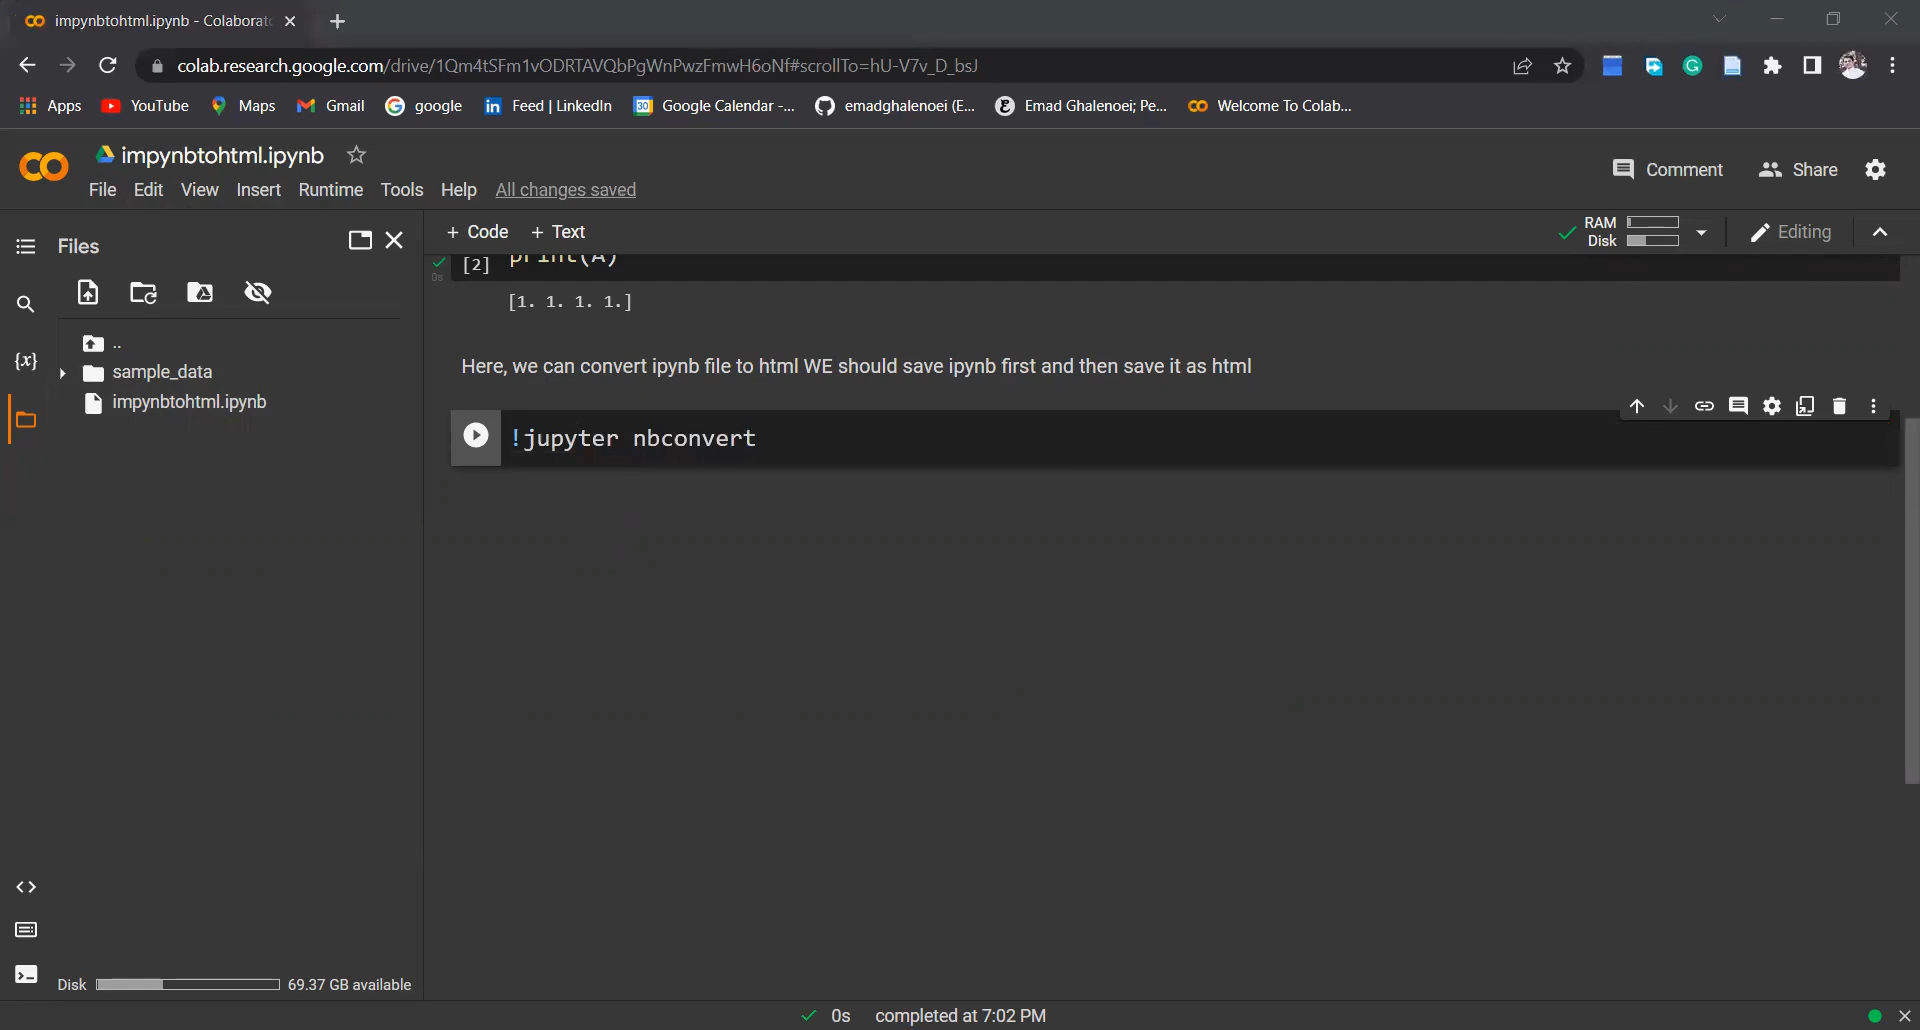 impynbtohtml.ipynb - Colaborato
colab.research.google.com/drive/1Qm4tSFm1vODRTAVQbPgWnPwzFmwH6oNf#scrollTo=hU-V7v_D_bsJ
Apps YouTube Maps Gmail google Feed | LinkedIn Google Calendar -... emadghalenoei (E... Emad Ghalenoei; Pe... Welcome To Colab...
impynbtohtml.ipynb
Comment Share
File Edit View Insert Runtime Tools Help All changes saved
Files
+ Code + Text
RAM
Disk
Editing
[2] print(A)
0s
[1. 1. 1. 1.]
{x}
..
sample_data
impynbtohtml.ipynb
Here, we can convert ipynb file to html WE should save ipynb first and then save it as html
!jupyter nbconvert
Disk 69.37 GB available
0s completed at 7:02 PM